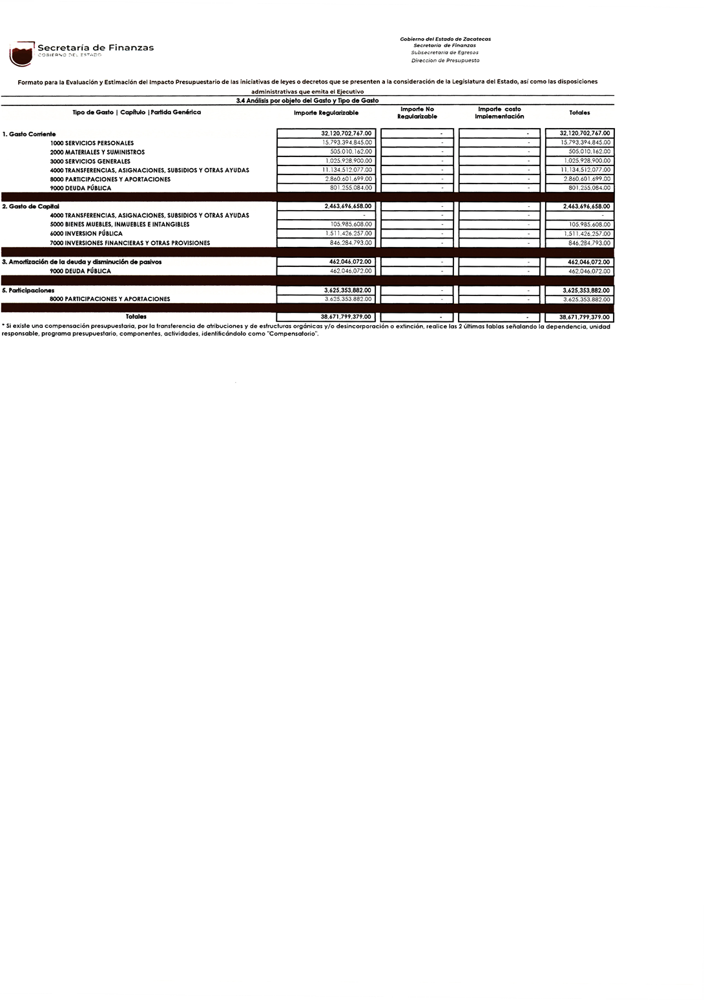 Secretaría de Finanzas
GOBIERNO DEL ESTADO
Gobierno del Estado de Zacatecas
Secretaría de Finanzas
Subsecretaria de Egresos
Direccion de Presupuesto
Formato para la Evaluación y Estimación del Impacto Presupuestario de las iniciativas de leyes o decretos que se presenten a la consideración de la Legislatura del Estado, así como las disposiciones
administrativas que emita el Ejecutivo
3.4 Análisis por objeto del Gasto y Tipo de Gasto
Tipo de Gasto | Capítulo |Partida Genérica Importe Regularizable Importe No Regularizable Importe costo Implementación Totales
1. Gasto Corriente 32,120,702,767.00 - - 32,120,702,767.00
1000 SERVICIOS PERSONALES 15,793,394,845.00 - - 15,793,394,845.00
2000 MATERIALES Y SUMINISTROS 505,010,162.00 - - 505,010,162.00
3000 SERVICIOS GENERALES 1,025,928,900.00 - - 1,025,928,900.00
4000 TRANSFERENCIAS, ASIGNACIONES, SUBSIDIOS Y OTRAS AYUDAS 11,134,512,077.00 - - 11,134,512,077.00
8000 PARTICIPACIONES Y APORTACIONES 2,860,601,699.00 - - 2,860,601,699.00
9000 DEUDA PÚBLICA 801,255,084.00 - - 801,255,084.00
2. Gasto de Capital 2,463,696,658.00 - - 2,463,696,658.00
4000 TRANSFERENCIAS, ASIGNACIONES, SUBSIDIOS Y OTRAS AYUDAS - - - -
5000 BIENES MUEBLES, INMUEBLES E INTANGIBLES 105,985,608.00 - - 105,985,608.00
6000 INVERSION PÚBLICA 1,511,426,257.00 - - 1,511,426,257.00
7000 INVERSIONES FINANCIERAS Y OTRAS PROVISIONES 846,284,793.00 - - 846,284,793.00
3. Amortización de la deuda y disminución de pasivos 462,046,072.00 - - 462,046,072.00
9000 DEUDA PÚBLICA 462,046,072.00 - - 462,046,072.00
5. Participaciones 3,625,353,882.00 - - 3,625,353,882.00
8000 PARTICIPACIONES Y APORTACIONES 3,625,353,882.00 - - 3,625,353,882.00
Totales 38,671,799,379.00 - - 38,671,799,379.00
* Si existe una compensación presupuestaria, por la transferencia de atribuciones y de estructuras orgánicas y/o desincorporación o extinción, realice las 2 últimas tablas señalando la dependencia, unidad
responsable, programa presupuestario, componentes, actividades, identificándolo como "Compensatorio".